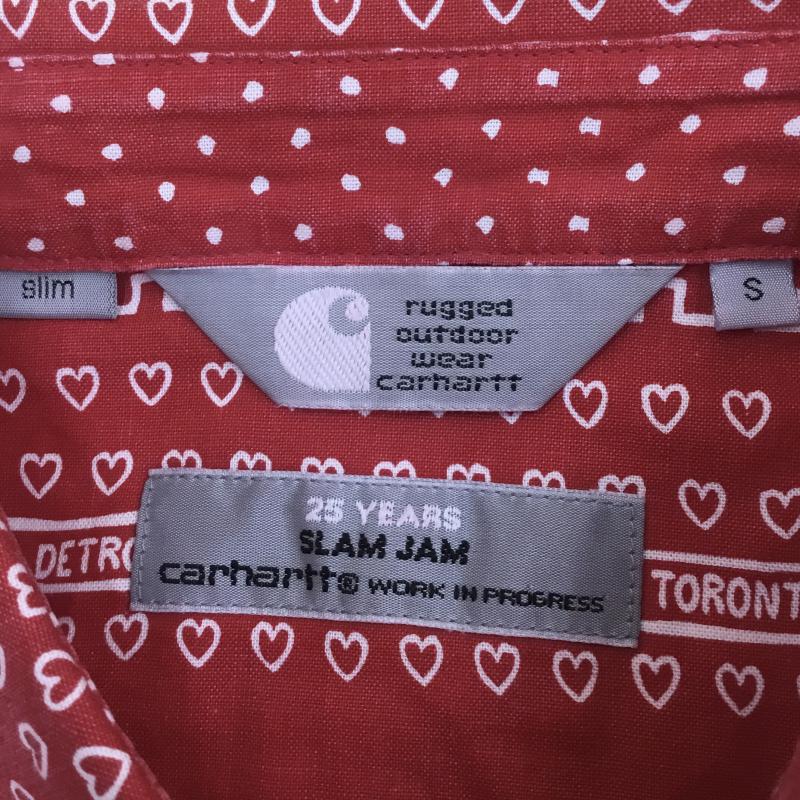 slim
rugged
outdoor
wear
carhartt
S
25 YEARS
SLAM JAM
carhartt® WORK IN PROGRESS
DETRO
TORONT